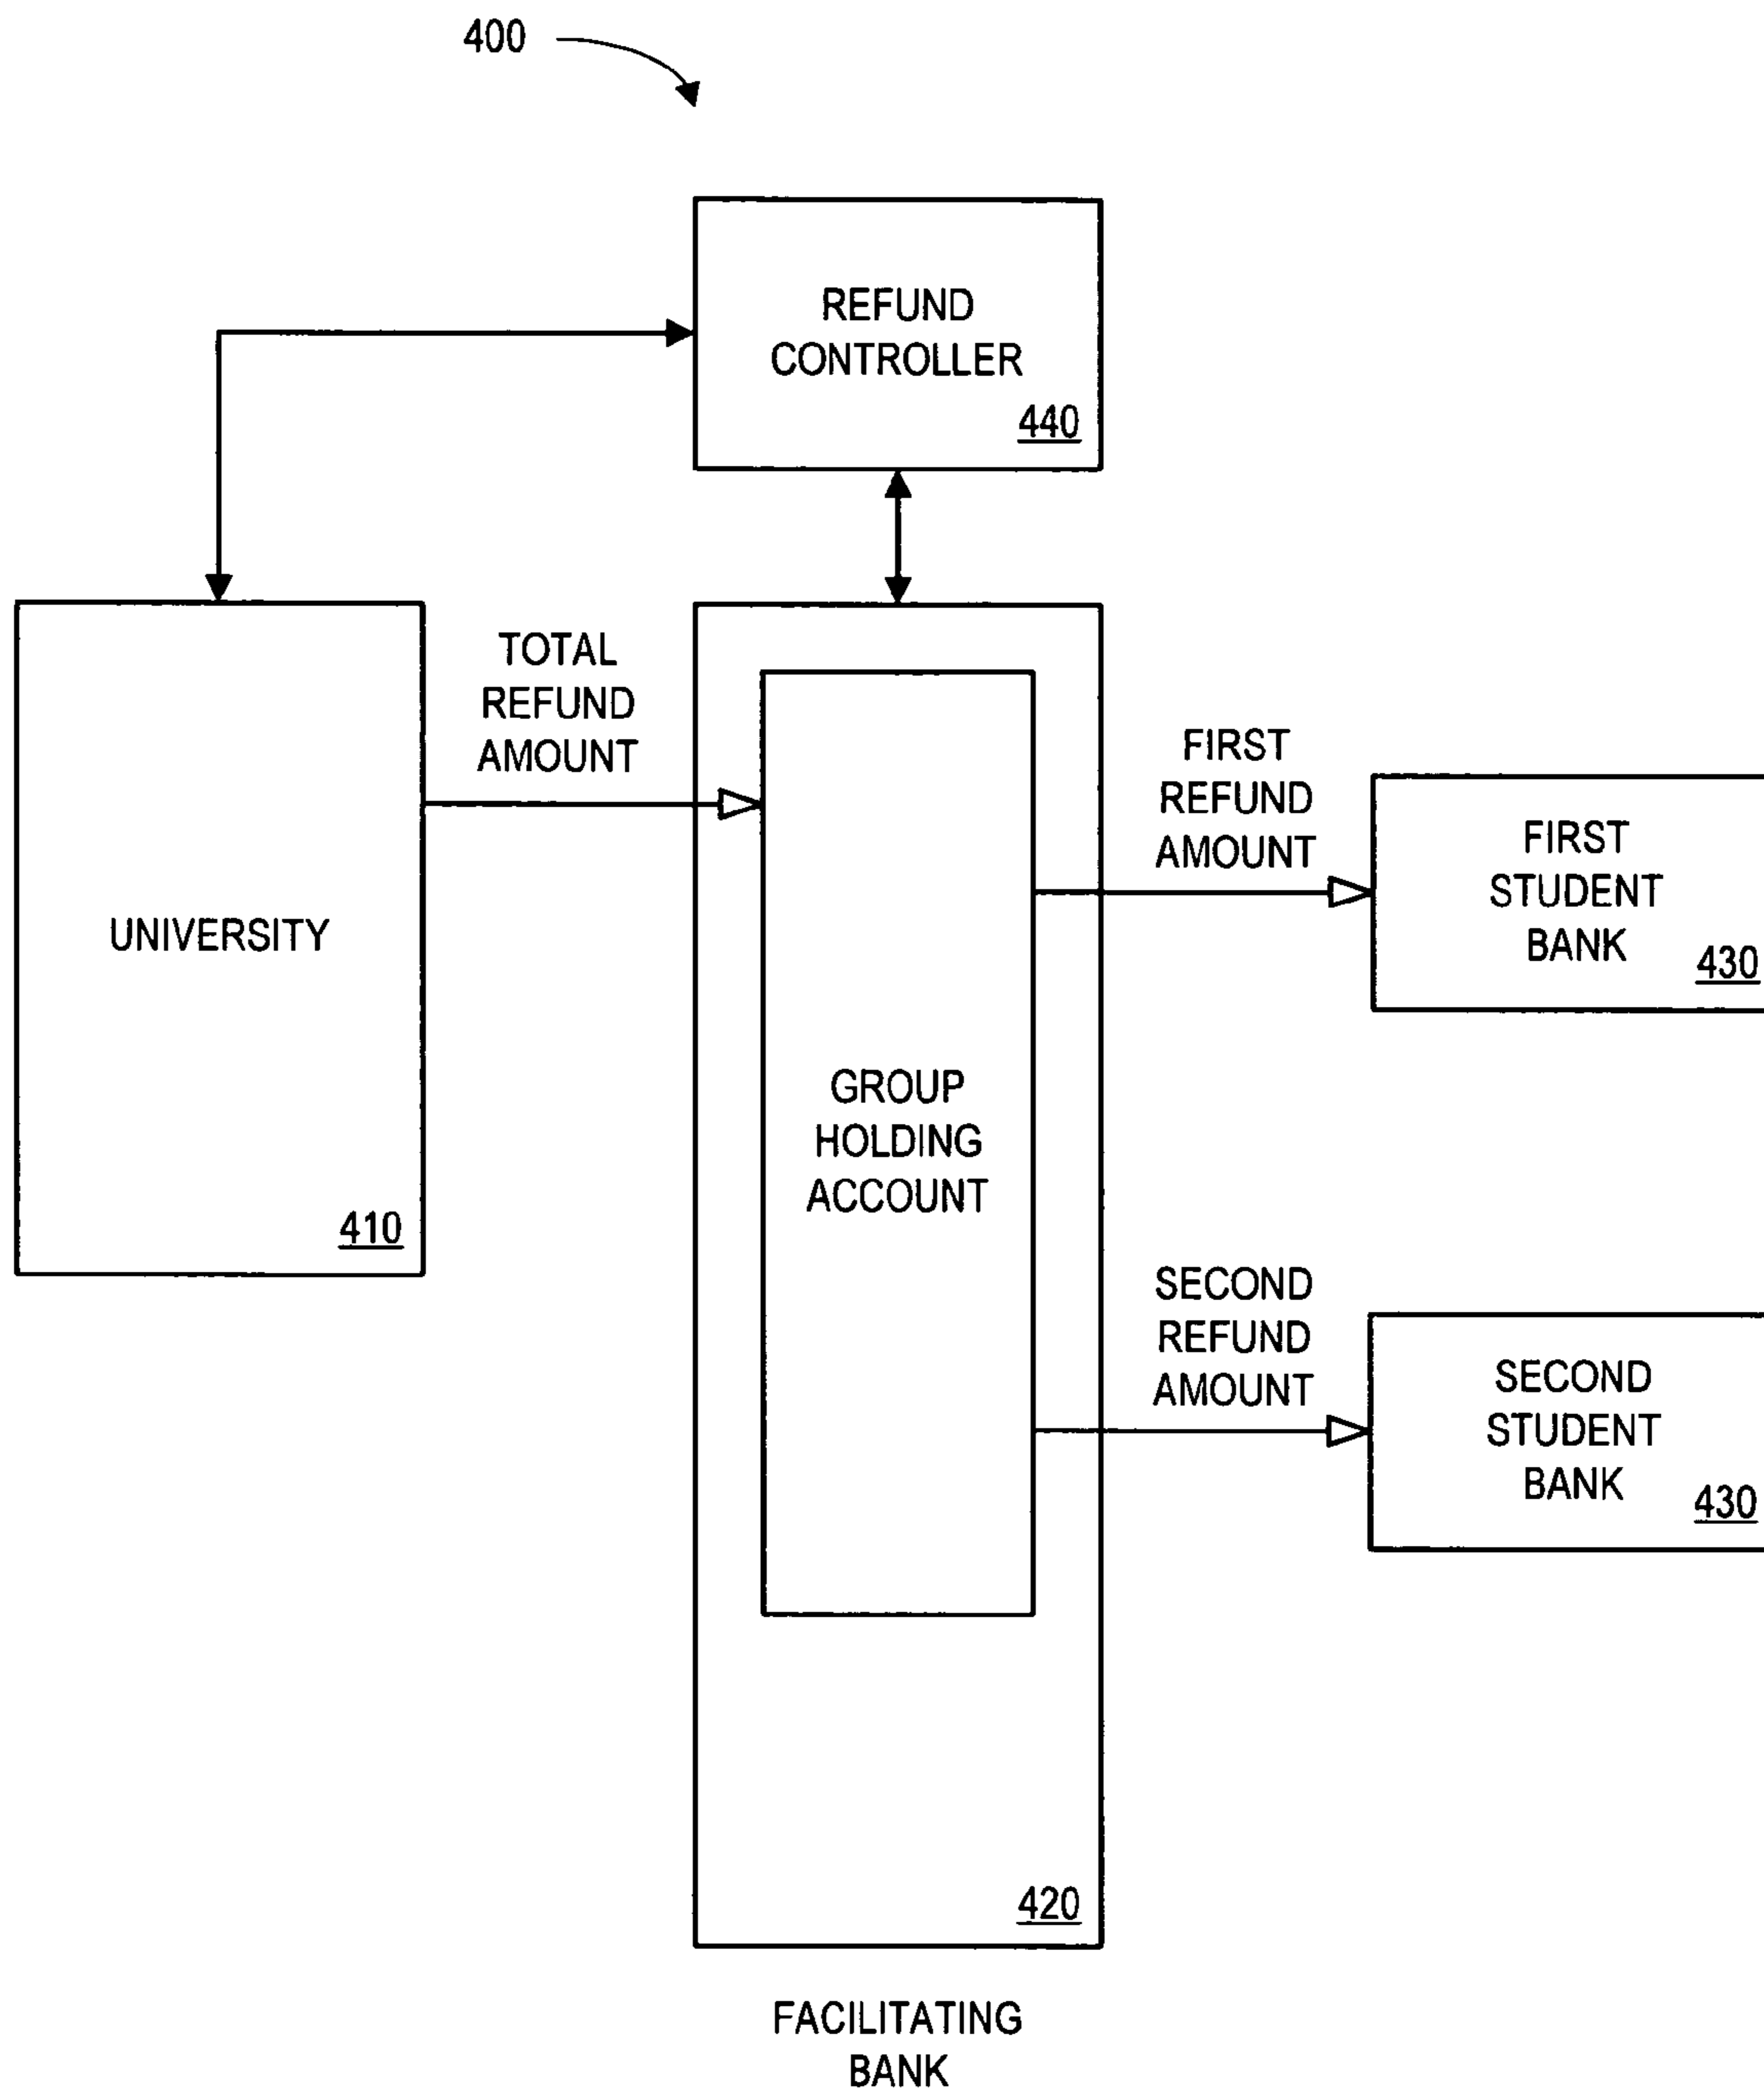 400
REFUND
CONTROLLER
440
TOTAL
REFUND
AMOUNT
UNIVERSITY
410
GROUP
HOLDING
ACCOUNT
FIRST
REFUND
AMOUNT
FIRST
STUDENT
BANK
430
SECOND
REFUND
AMOUNT
SECOND
STUDENT
BANK
430
420
FACILITATING
BANK